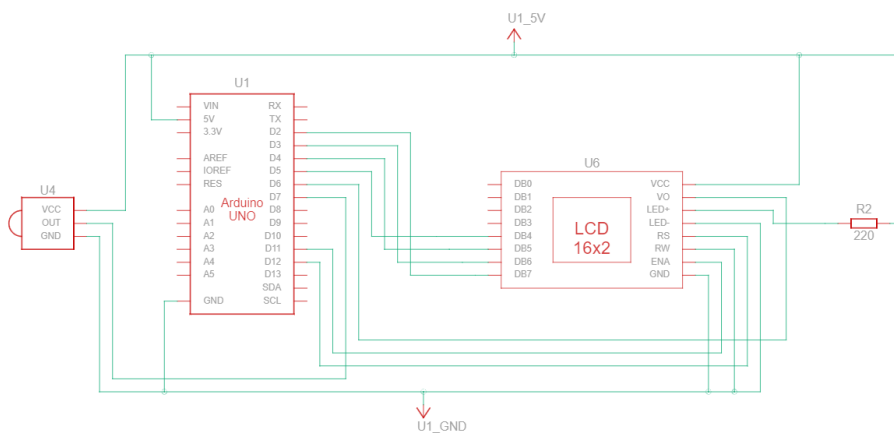 U1_5V
U1
VIN
5V
3.3V
AREF
IOREF
RES
A0
A1
A2
A3
A4
A5
GND
Arduino
UNO
RX
TX
D2
D3
D4
D5
D6
D7
D8
D9
D10
D11
D12
D13
SDA
SCL
U4
VCC
OUT
GND
U6
DB0
DB1
DB2
DB3
DB4
DB5
DB6
DB7
LCD
16x2
VCC
VO
LED+
LED-
RS
RW
ENA
GND
R2
220
U1_GND